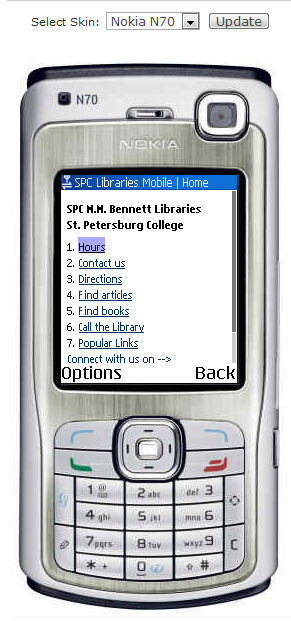 Select Skin: Nokia N70 Update
N70
NOKIA
SPC Libraries Mobile | Home
SPC M.M. Bennett Libraries
St. Petersburg College
1. Hours
2. Contact us
3. Directions
4. Find articles
5. Find books
6. Call the Library
7. Popular Links
Connect with us on -->
Options Back
1 2 abc def 3
4 ghi 5 jkl mno 6
7 pqrs 8 tuv wxyz 9 C
* + 0 #